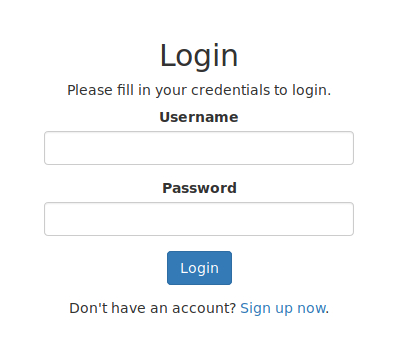 Login
Please fill in your credentials to login.
Username
Password
Login
Don't have an account? Sign up now.